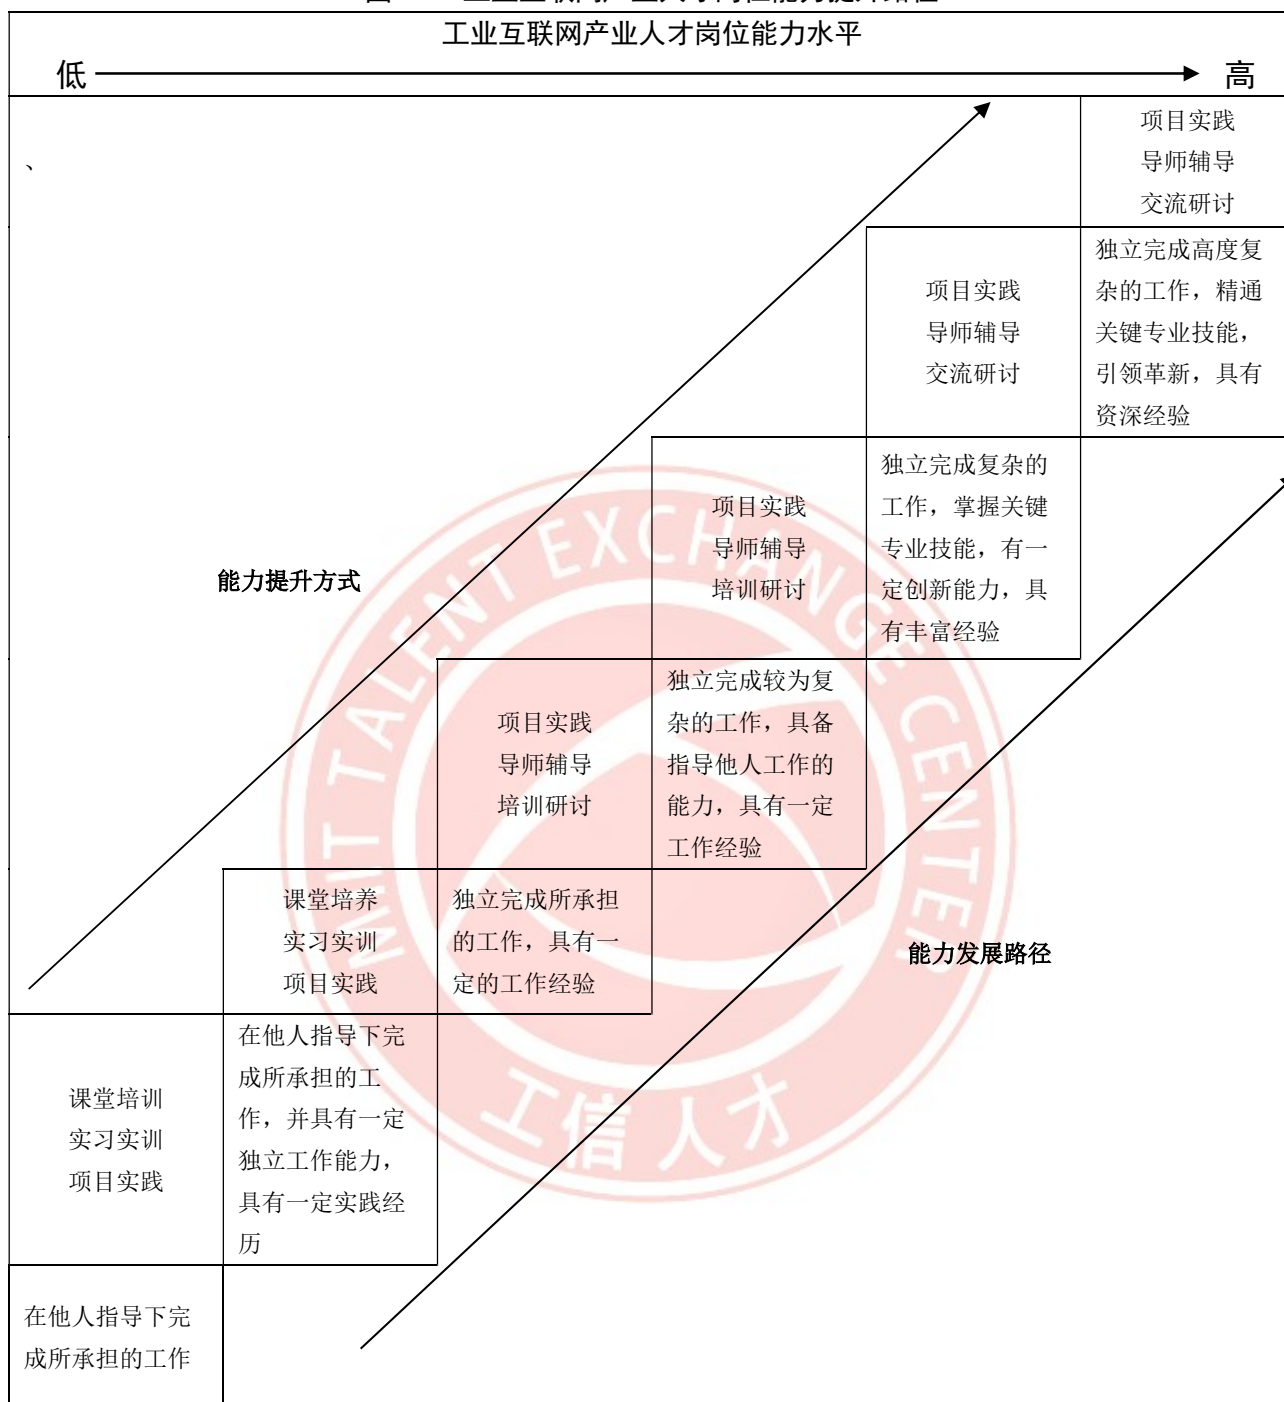 工业互联网产业人才岗位能力水平
低
高
、
项目实践
导师辅导
交流研讨
项目实践
导师辅导
交流研讨
独立完成高度复
杂的工作，精通
关键专业技能，
引领革新，具有
资深经验
项目实践
导师辅导
培训研讨
独立完成复杂的
工作，掌握关键
专业技能，有一
定创新能力，具
有丰富经验
能力提升方式
项目实践
导师辅导
培训研讨
独立完成较为复
杂的工作，具备
指导他人工作的
能力，具有一定
工作经验
课堂培养
实习实训
项目实践
独立完成所承担
的工作，具有一
定的工作经验
能力发展路径
课堂培训
实习实训
项目实践
在他人指导下完
成所承担的工
作，并具有一定
独立工作能力，
具有一定实践经
历
在他人指导下完
成所承担的工作
MIIT TALENT EXCHANGE CENTER
工信人才